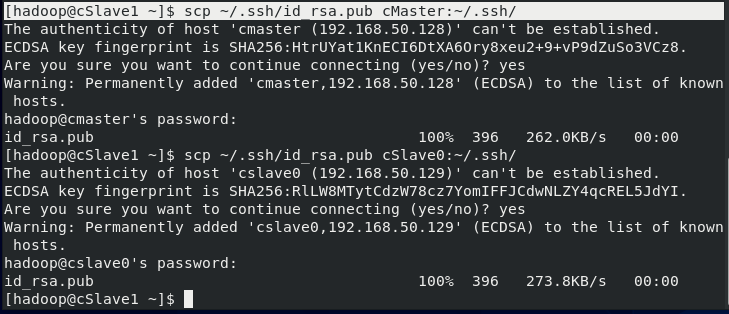 [hadoop@cSlave1 ~]$ scp ~/.ssh/id_rsa.pub cMaster:~/.ssh/
The authenticity of host 'cmaster (192.168.50.128)' can't be established.
ECDSA key fingerprint is SHA256:HtrUYat1KnECI6DtXA6Ory8xeu2+9+vP9dZuSo3VCz8.
Are you sure you want to continue connecting (yes/no)? yes
Warning: Permanently added 'cmaster,192.168.50.128' (ECDSA) to the list of known
 hosts.
hadoop@cmaster's password:
id_rsa.pub                                    100%  396   262.0KB/s   00:00
[hadoop@cSlave1 ~]$ scp ~/.ssh/id_rsa.pub cSlave0:~/.ssh/
The authenticity of host 'cslave0 (192.168.50.129)' can't be established.
ECDSA key fingerprint is SHA256:RlLW8MTytCdzW78cz7YomIFFJCdwNLZY4qcREL5JdYI.
Are you sure you want to continue connecting (yes/no)? yes
Warning: Permanently added 'cslave0,192.168.50.129' (ECDSA) to the list of known
 hosts.
hadoop@cslave0's password:
id_rsa.pub                                    100%  396   273.8KB/s   00:00
[hadoop@cSlave1 ~]$